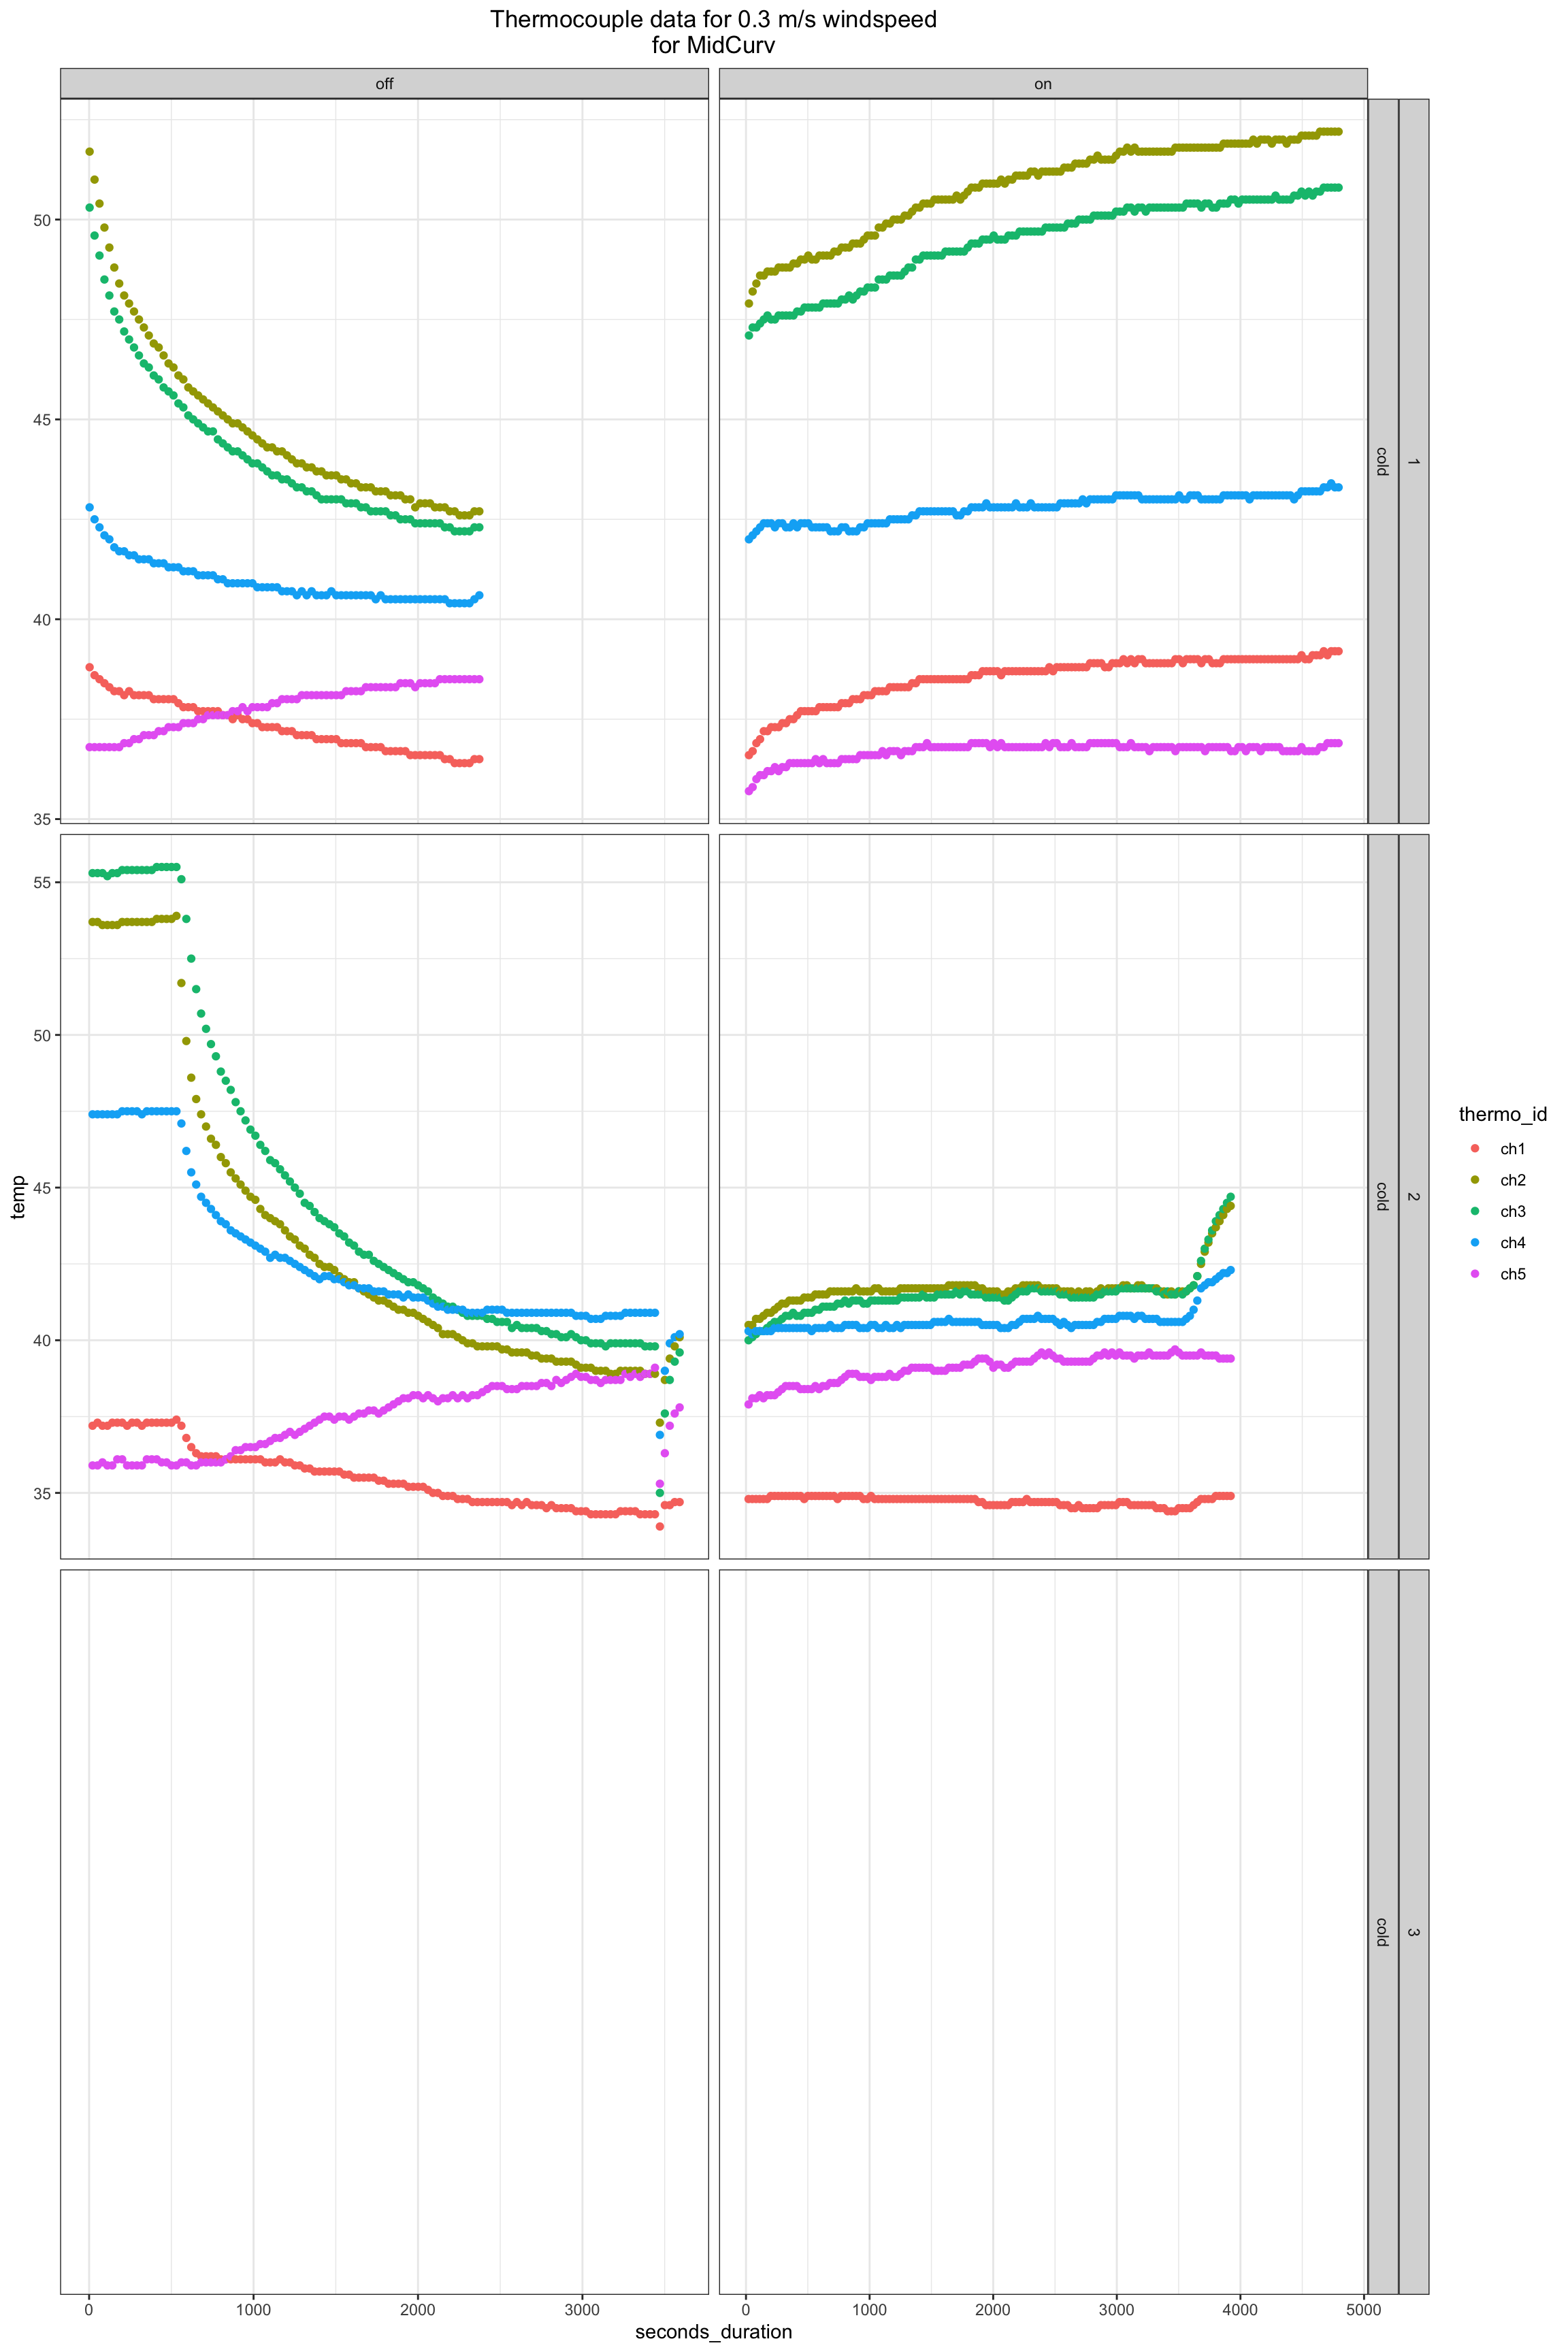 Thermocouple data for 0.3 m/s windspeed
for MidCurv
off
on
50
45
40
35
cold
1
55
50
45
40
35
cold
2
cold
3
temp
0
1000
2000
3000
0
1000
2000
3000
4000
5000
seconds_duration
thermo_id
ch1
ch2
ch3
ch4
ch5